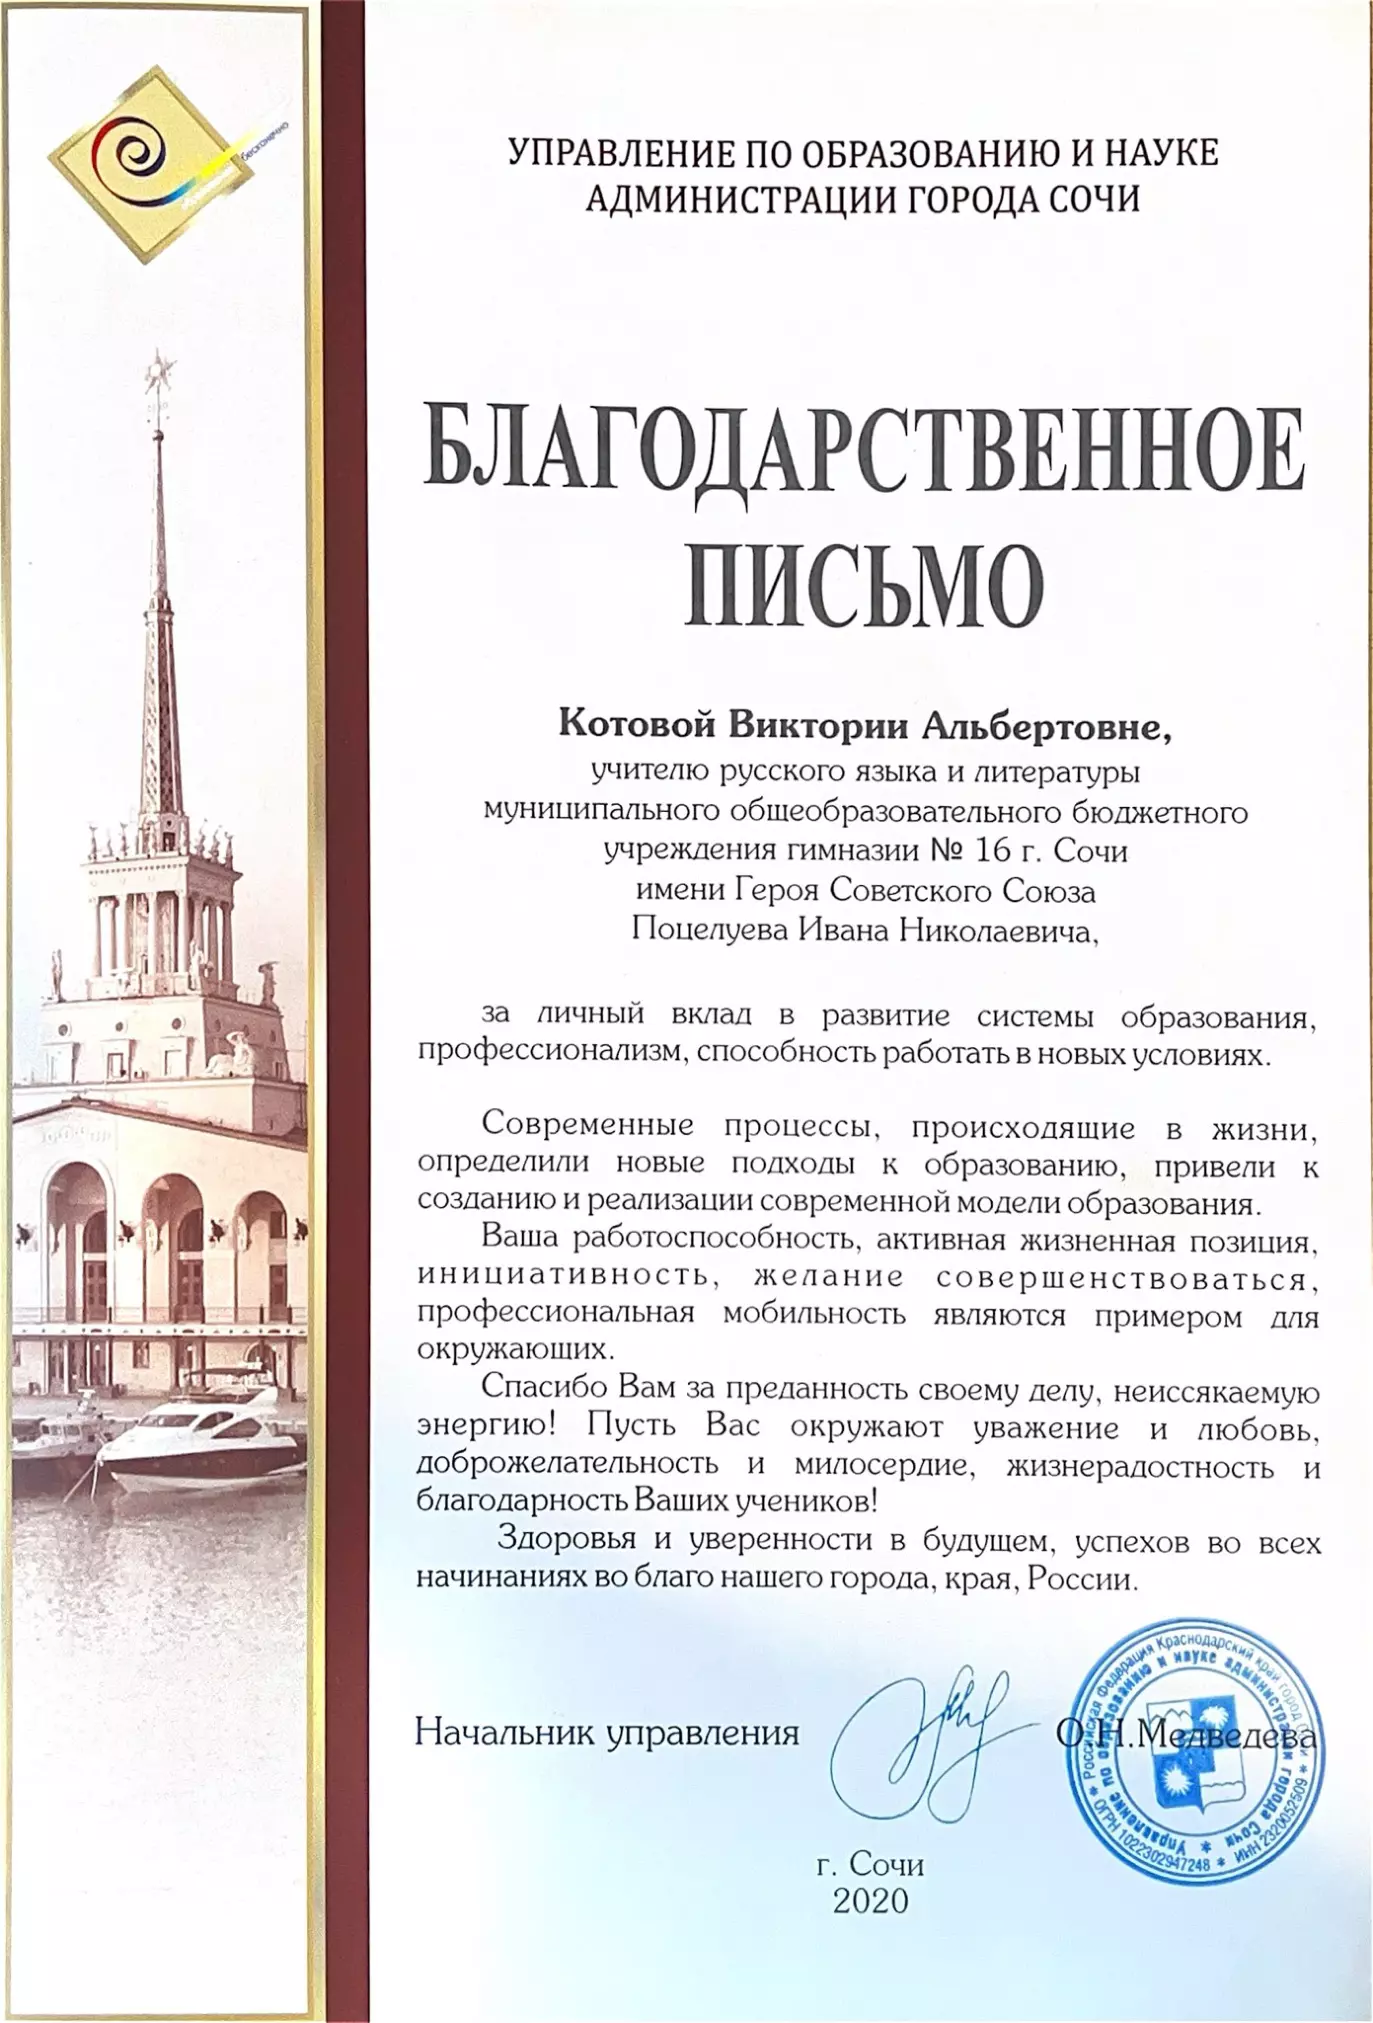 бесконечно
УПРАВЛЕНИЕ ПО ОБРАЗОВАНИЮ И НАУКЕ
АДМИНИСТРАЦИИ ГОРОДА СОЧИ
БЛАГОДАРСТВЕННОЕ
ПИСЬМО
Котовой Виктории Альбертовне,
учителю русского языка и литературы
муниципального общеобразовательного бюджетного
учреждения гимназии № 16 г. Сочи
имени Героя Советского Союза
Поцелуева Ивана Николаевича,
за личный вклад в развитие системы образования,
профессионализм, способность работать в новых условиях.
Современные процессы, происходящие в жизни,
определили новые подходы к образованию, привели к
созданию и реализации современной модели образования.
Ваша работоспособность, активная жизненная позиция,
инициативность, желание совершенствоваться,
профессиональная мобильность являются примером для
окружающих.
Спасибо Вам за преданность своему делу, неиссякаемую
энергию! Пусть Вас окружают уважение и любовь,
доброжелательность и милосердие, жизнерадостность и
благодарность Ваших учеников!
Здоровья и уверенности в будущем, успехов во всех
начинаниях во благо нашего города, края, России.
Начальник управления
О.Н.Медведева
Российская Федерация Краснодарский край город Сочи
* ОГРН 1022302947248 * ИНН 2320052509 *
Управление по образованию и науке администрации города Сочи *
г. Сочи
2020